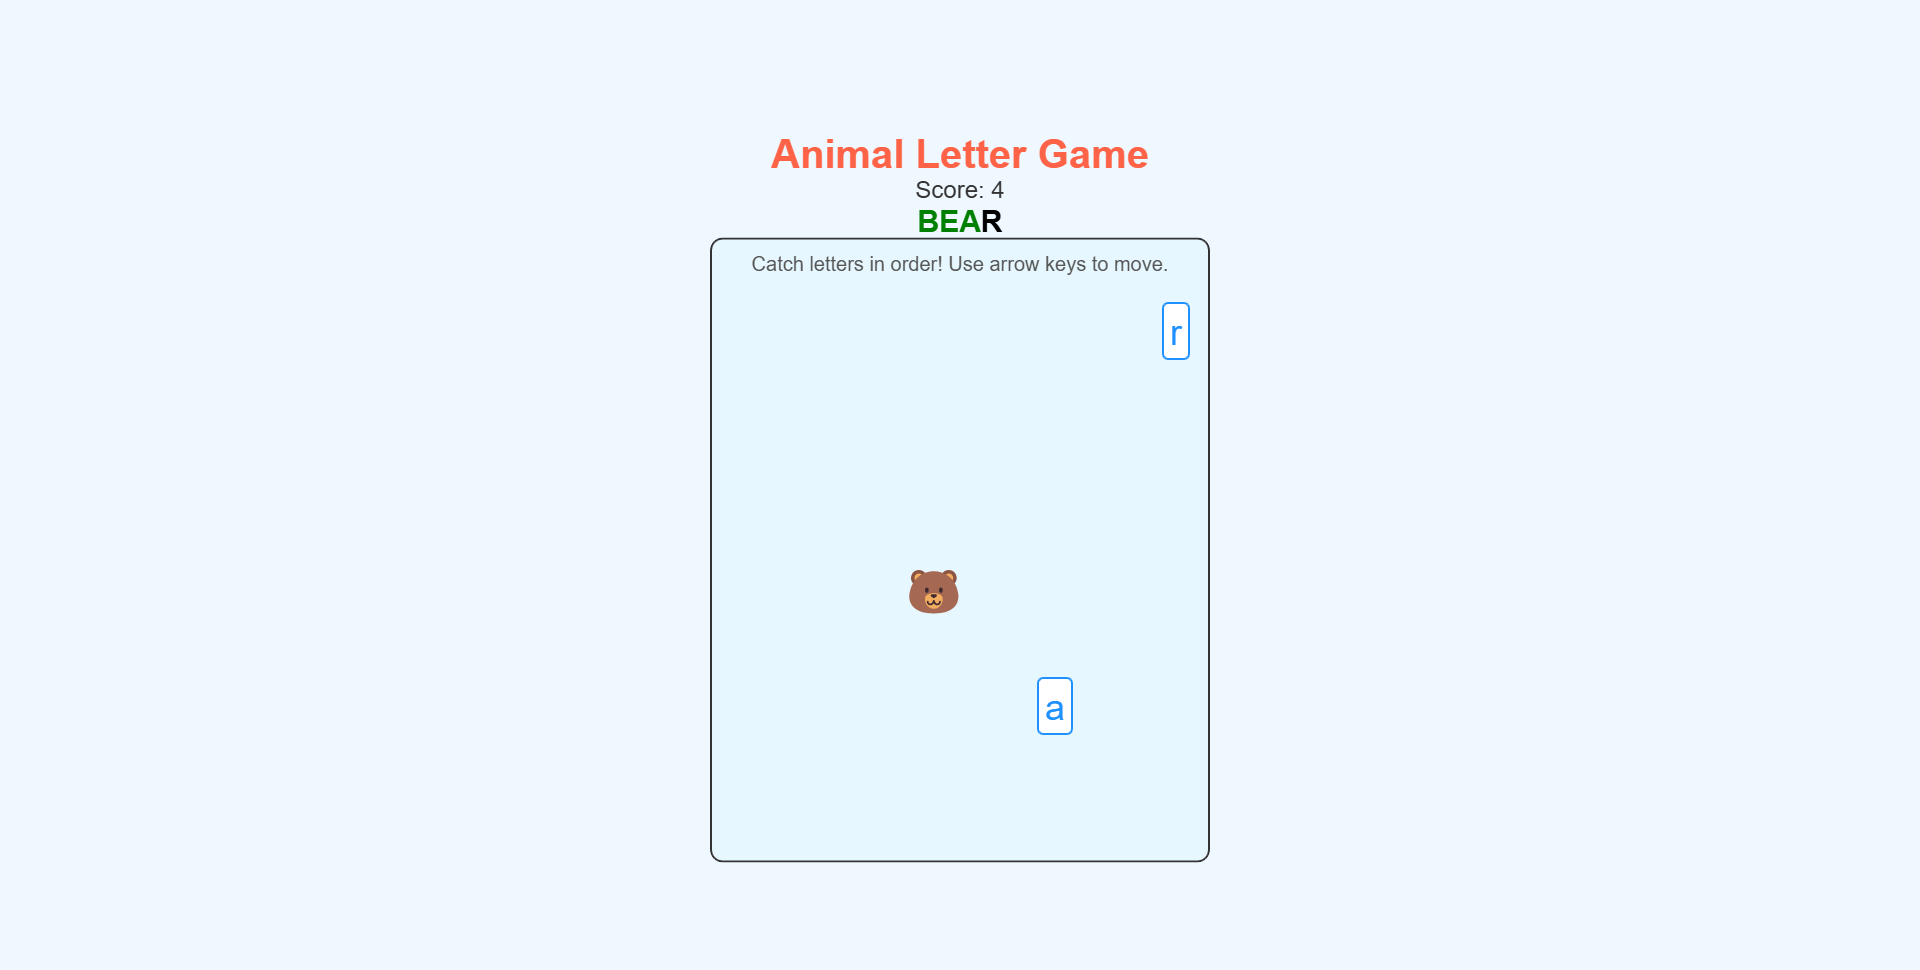 Animal Letter Game
Score: 4
BEAR
Catch letters in order! Use arrow keys to move.
r
a